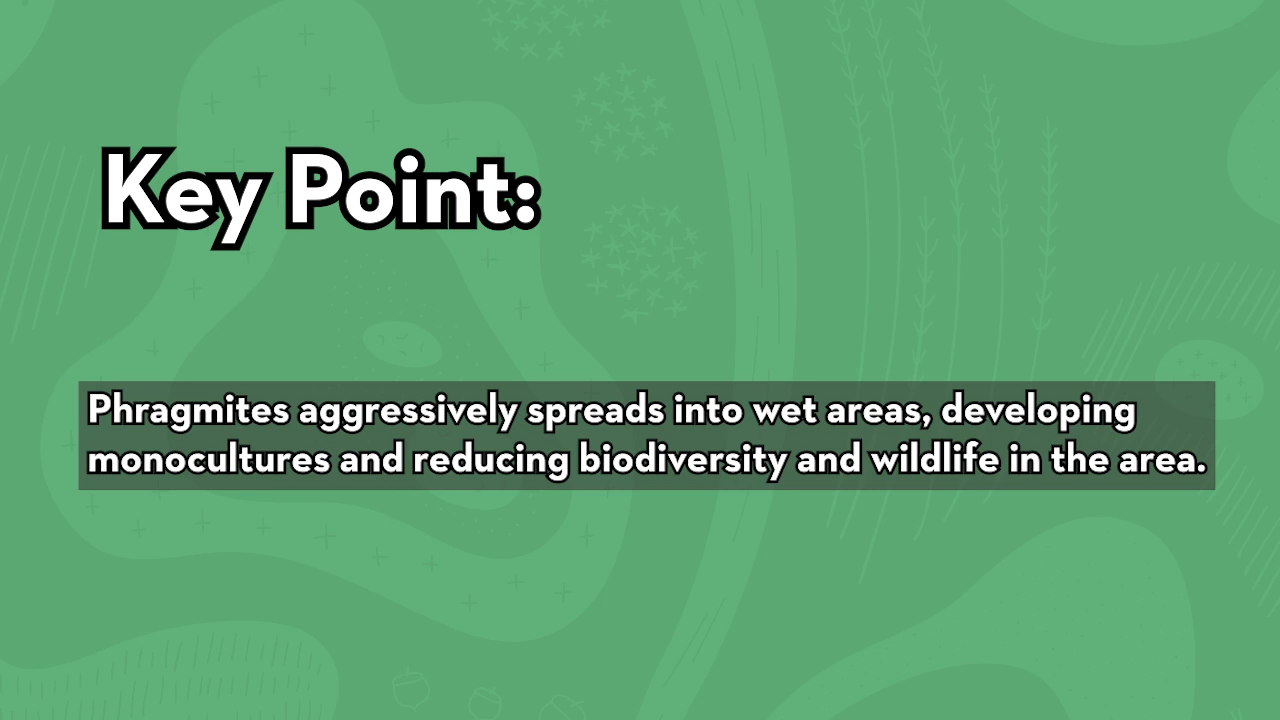 Key Point:
Phragmites aggressively spreads into wet areas, developing
monocultures and reducing biodiversity and wildlife in the area.